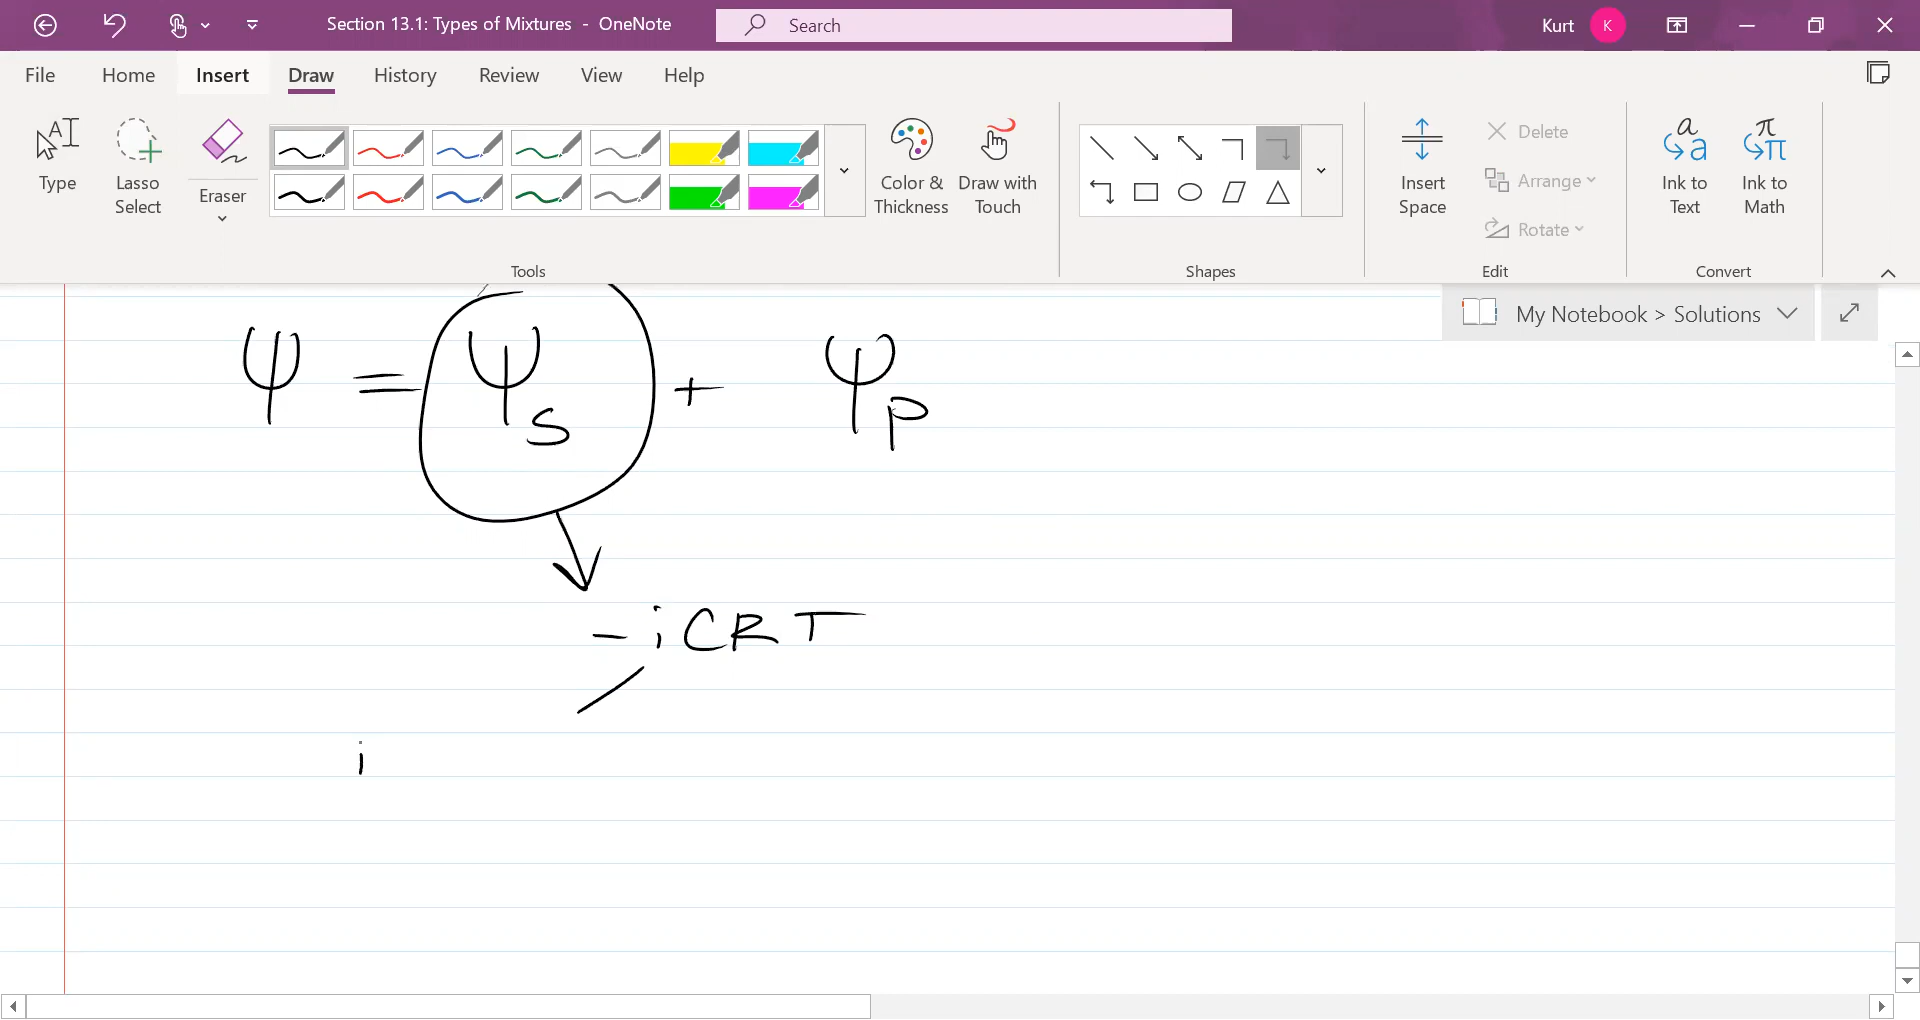 Section 13.1: Types of Mixtures - OneNote
Search
Kurt K
File Home Insert Draw History Review View Help
Type
Lasso Select
Eraser
Color & Thickness
Draw with Touch
Insert Space
Delete
Arrange
Rotate
Ink to Text
Ink to Math
Tools Shapes Edit Convert
My Notebook > Solutions
Ψ = Ψs + Ψp
- iCRT
i